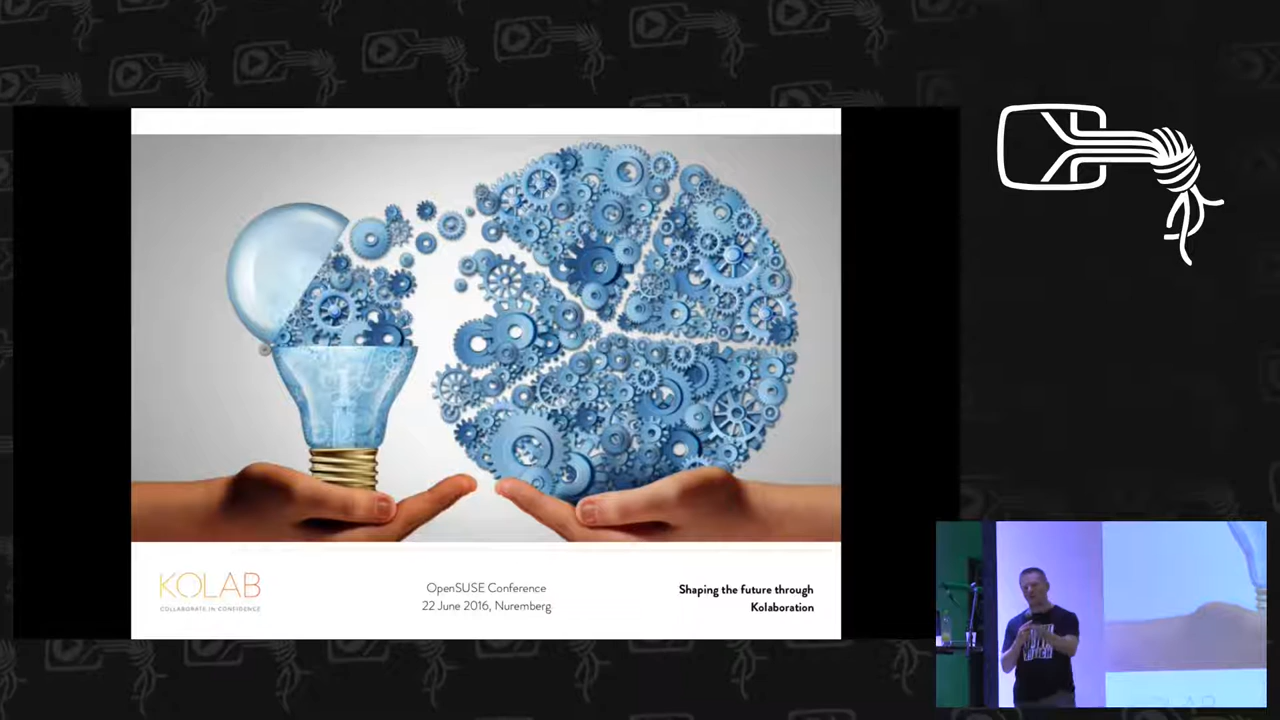 KOLAB
COLLABORATE IN CONFIDENCE
OpenSUSE Conference
22 June 2016, Nuremberg
Shaping the future through
Kolaboration